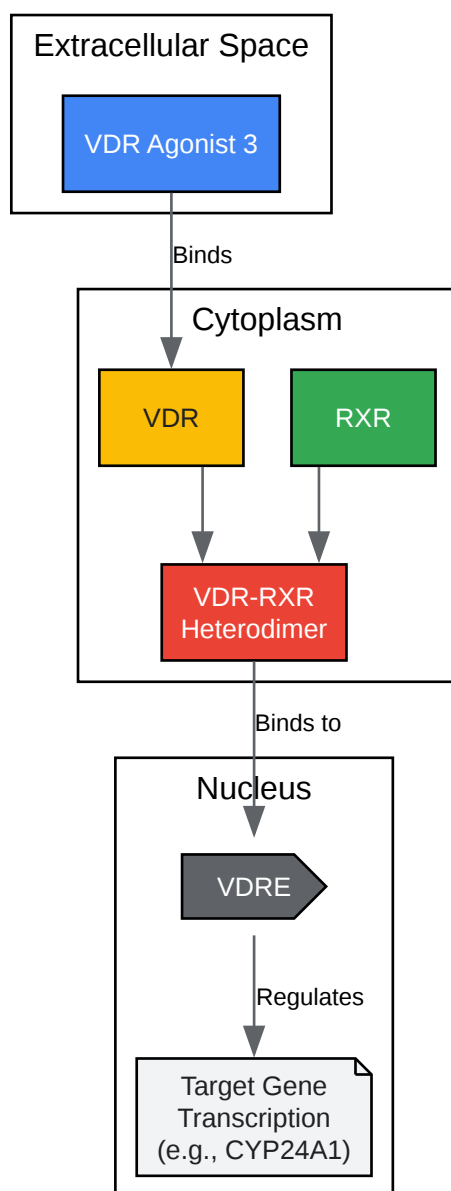 Extracellular Space
VDR Agonist 3
Binds
Cytoplasm
VDR
RXR
VDR-RXR
Heterodimer
Binds to
Nucleus
VDRE
Regulates
Target Gene
Transcription
(e.g., CYP24A1)